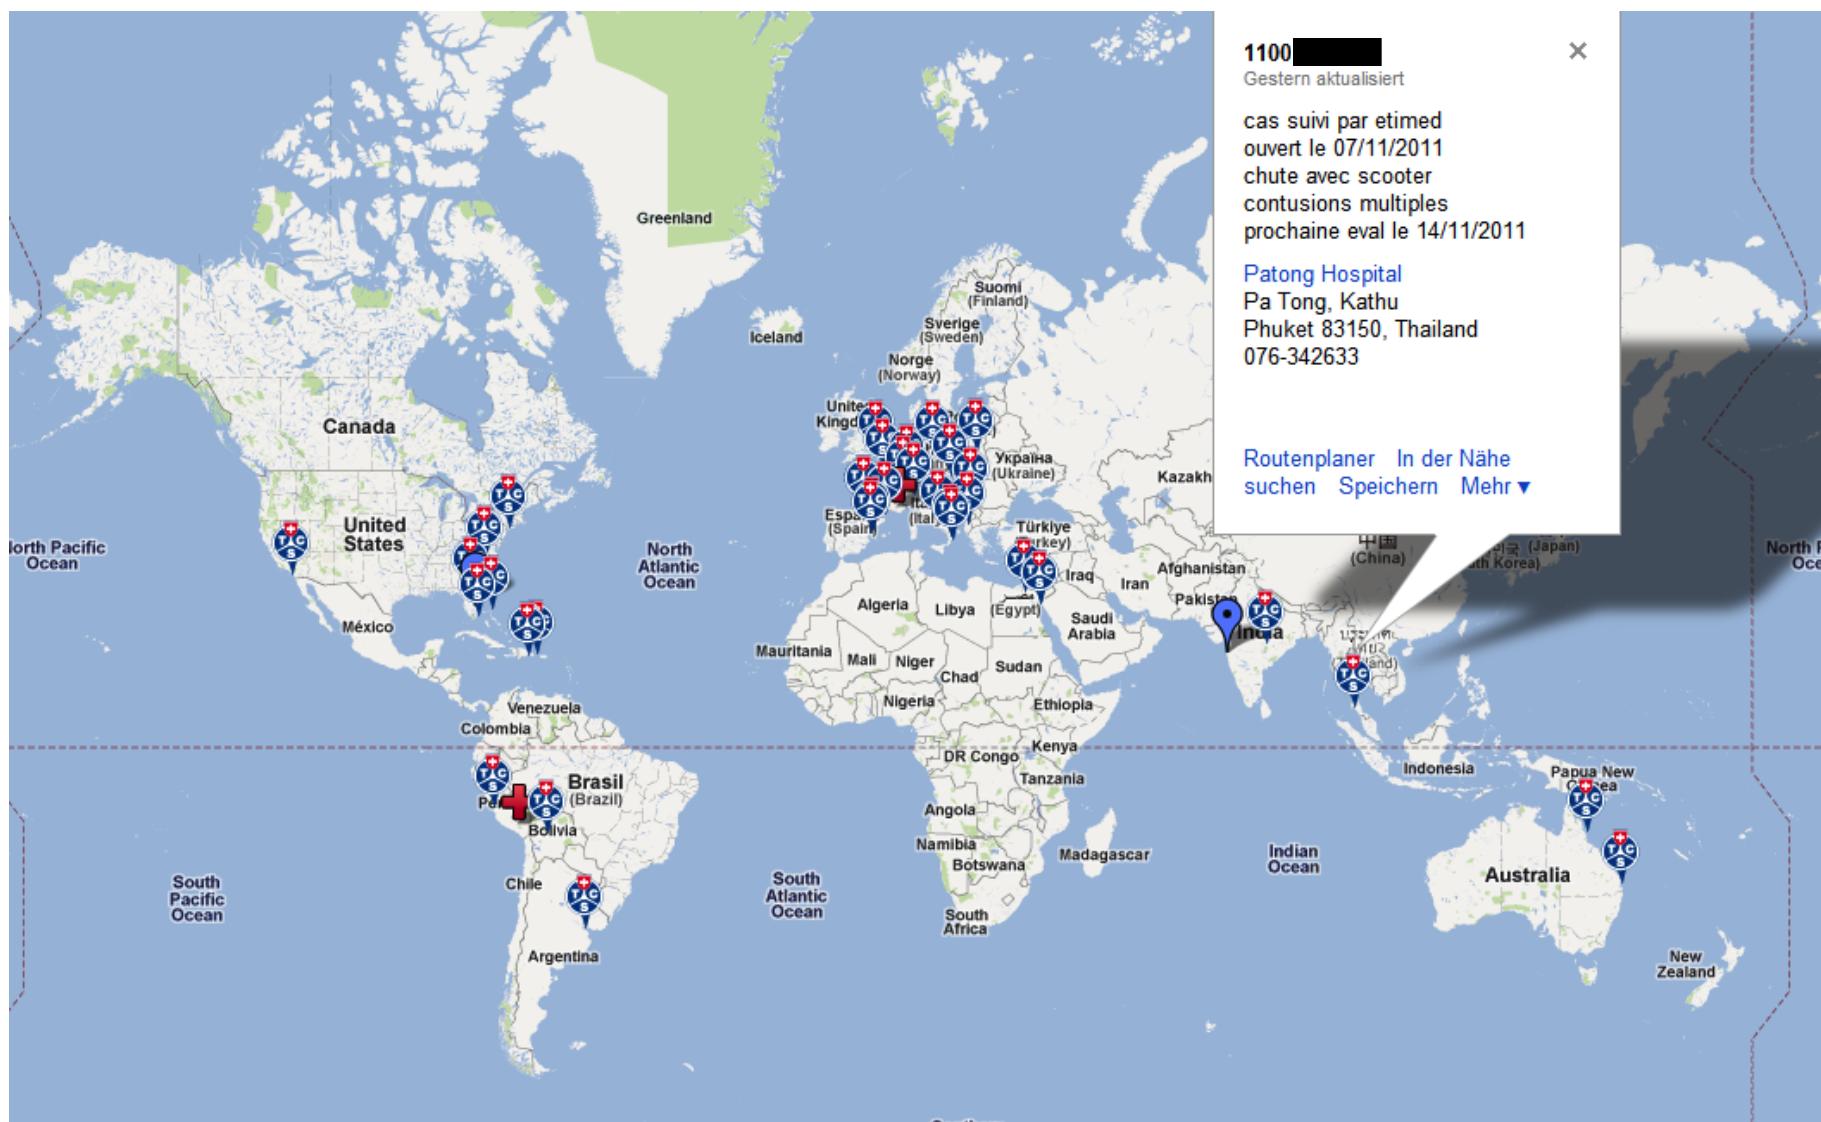 1100
Gestern aktualisiert
cas suivi par etimed
ouvert le 07/11/2011
chute avec scooter
contusions multiples
prochaine eval le 14/11/2011
Patong Hospital
Pa Tong, Kathu
Phuket 83150, Thailand
076-342633
Routenplaner In der Nähe
suchen Speichern Mehr ▼
Greenland
Suomi
(Finland)
Sverige
(Sweden)
Iceland
Norge
(Norway)
Canada
Україна
(Ukraine)
United
States
North
Atlantic
Ocean
(Spain)
Türkiye
中国
(China)
(Japan)
Afghanistan
Iraq
Iran
Algeria
Libya
(Egypt)
Saudi
Arabia
México
India
Mauritania
Mali
Niger
Chad
Sudan
Nigeria
Ethiopia
Venezuela
Colombia
Kenya
DR Congo
Tanzania
Indonesia
Papua New
Brasil
(Brazil)
Bolivia
Angola
Namibia
Botswana
Madagascar
Indian
Ocean
Australia
Chile
South
Pacific
Ocean
South
Atlantic
Ocean
South
Africa
Argentina
New
Zealand
TCS